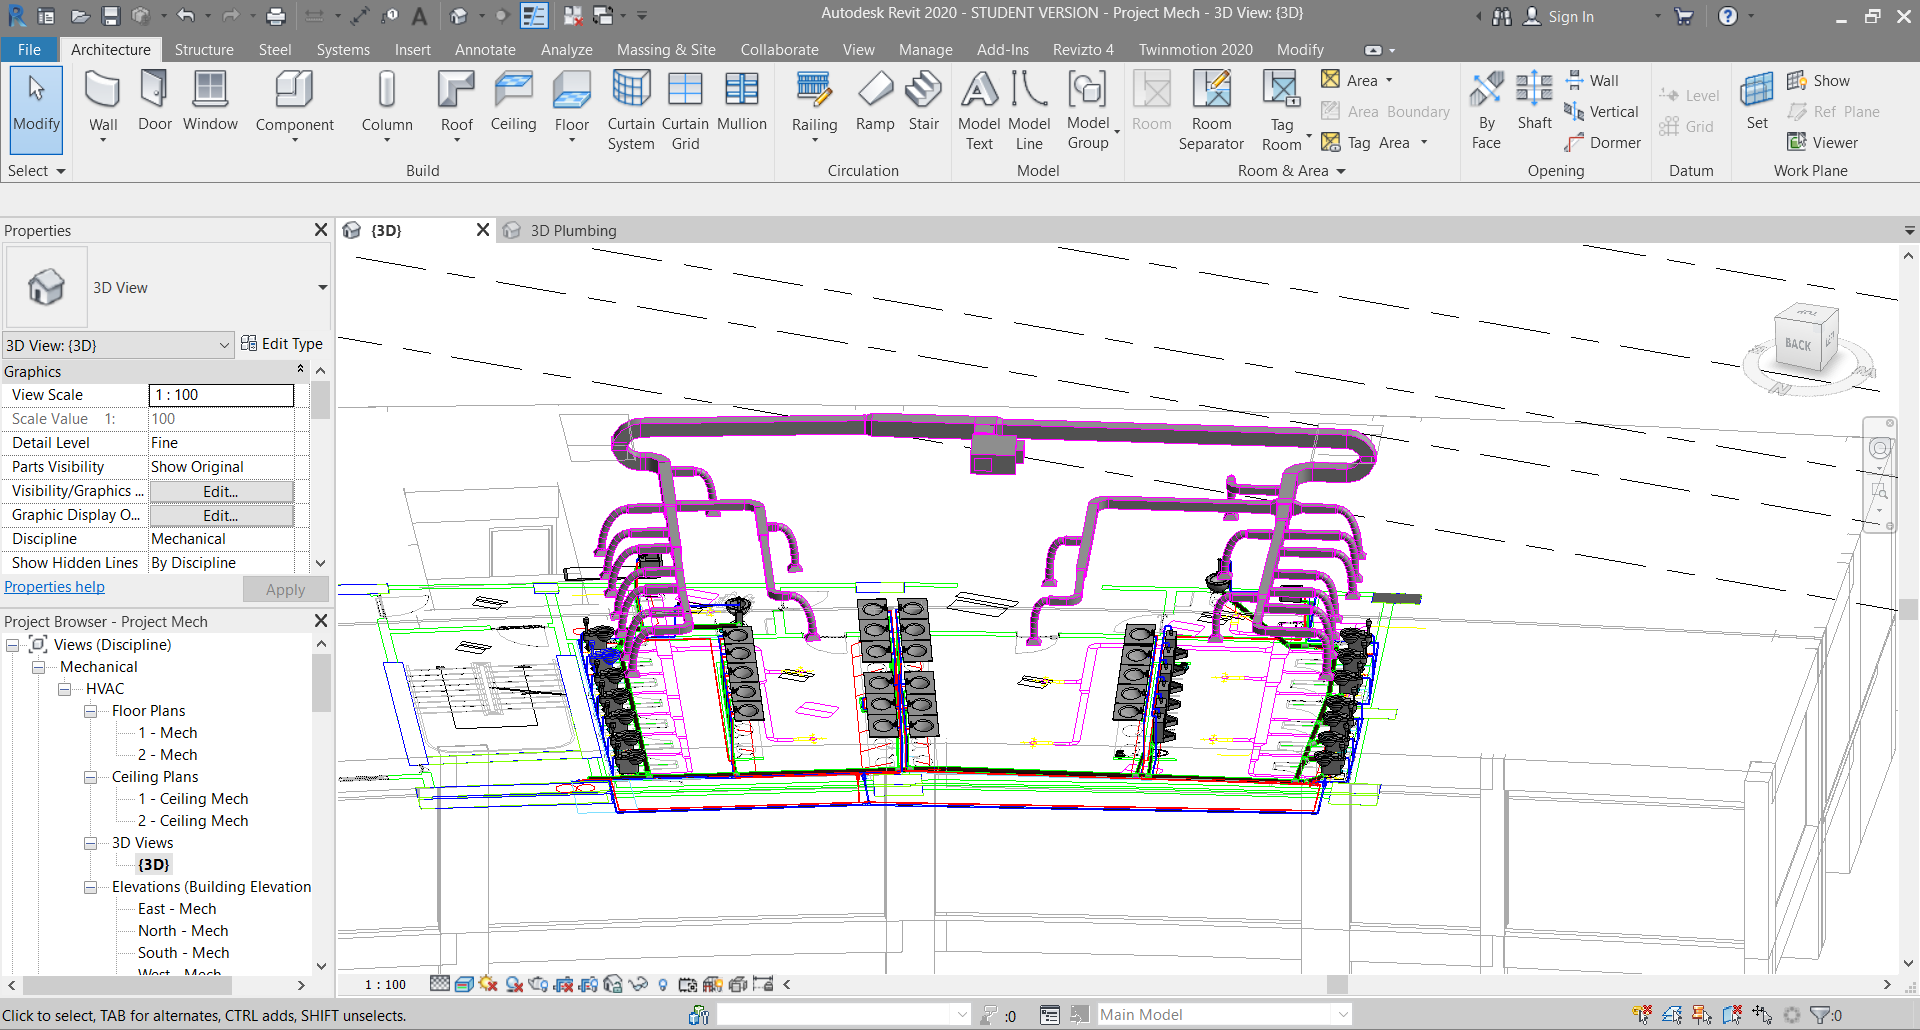 Autodesk Revit 2020 - STUDENT VERSION - Project Mech - 3D View: {3D}
Sign In
File Architecture Structure Steel Systems Insert Annotate Analyze Massing & Site Collaborate View Manage Add-Ins Revizto 4 Twinmotion 2020 Modify
Modify
Wall
Door
Window
Component
Column
Roof
Ceiling
Floor
Curtain System
Curtain Grid
Mullion
Railing
Ramp
Stair
Model Text
Model Line
Model Group
Room
Room Separator
Tag Room
Area
Area Boundary
Tag Area
By Face
Shaft
Wall
Vertical
Dormer
Level
Grid
Set
Show
Ref Plane
Viewer
Select
Build
Circulation
Model
Room & Area
Opening
Datum
Work Plane
Properties
{3D}
3D Plumbing
3D View
3D View: {3D}
Edit Type
Graphics
View Scale 1 : 100
Scale Value 1: 100
Detail Level Fine
Parts Visibility Show Original
Visibility/Graphics ... Edit...
Graphic Display O... Edit...
Discipline Mechanical
Show Hidden Lines By Discipline
Properties help
Apply
BACK
Project Browser - Project Mech
Views (Discipline)
Mechanical
HVAC
Floor Plans
1 - Mech
2 - Mech
Ceiling Plans
1 - Ceiling Mech
2 - Ceiling Mech
3D Views
{3D}
Elevations (Building Elevation
East - Mech
North - Mech
South - Mech
West - Mech
1 : 100
Click to select, TAB for alternates, CTRL adds, SHIFT unselects.
:0
Main Model
:0